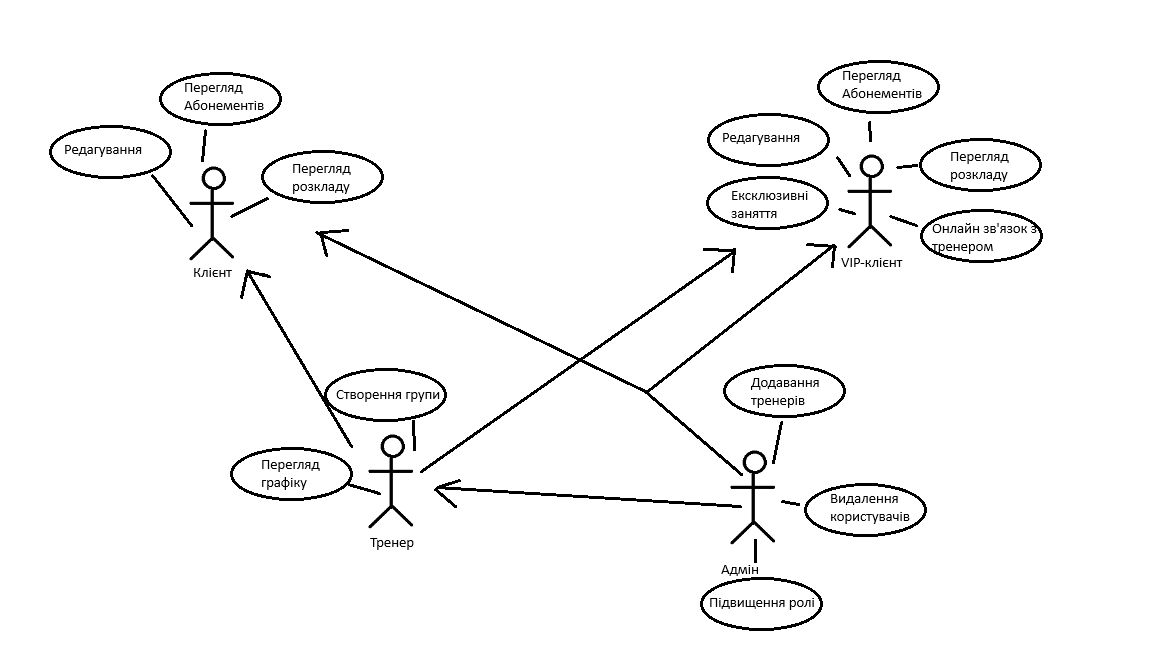 Перегляд
Абонементів
Редагування
Перегляд
розкладу
Клієнт
Перегляд
Абонементів
Редагування
Перегляд
розкладу
Ексклюзивні
заняття
Онлайн зв'язок з
тренером
VIP-клієнт
Створення групи
Перегляд
графіку
Тренер
Додавання
тренерів
Видалення
користувачів
Адмін
Підвищення ролі